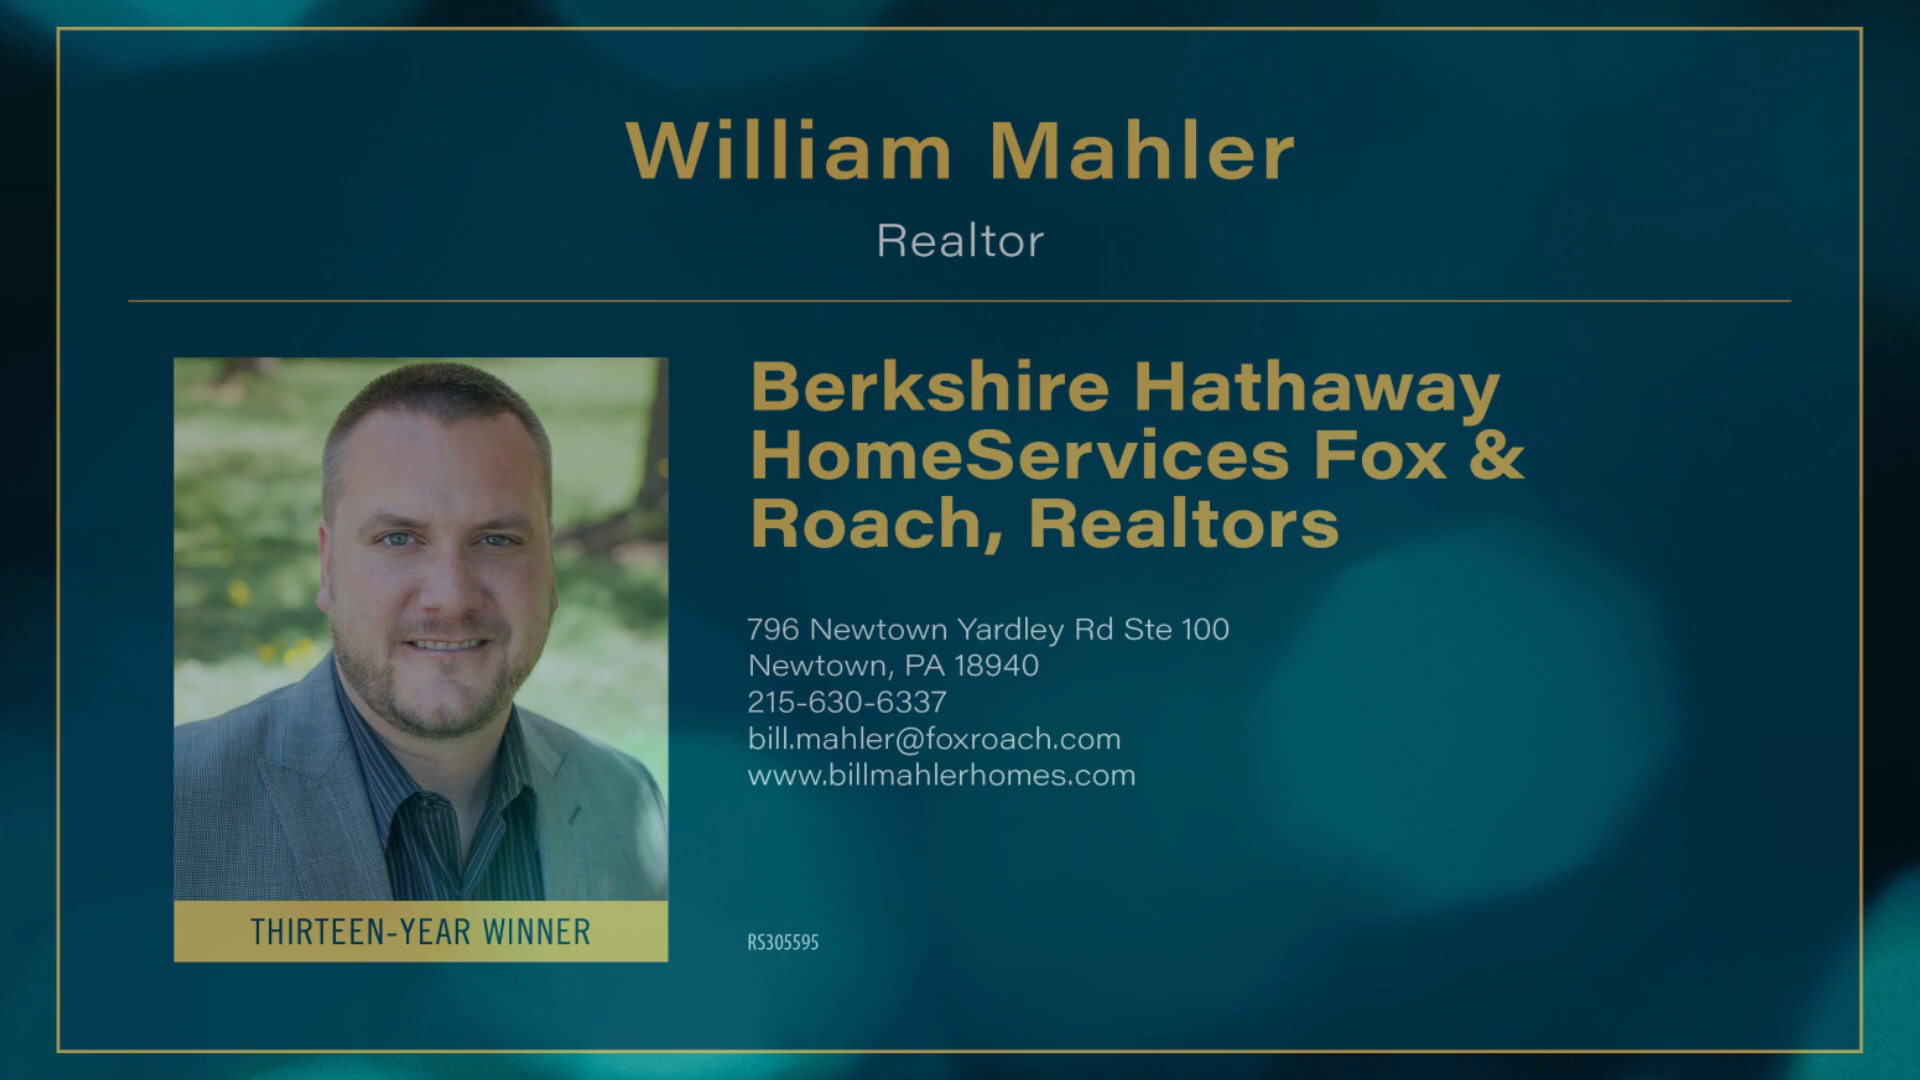 William Mahler
Realtor
Berkshire Hathaway
HomeServices Fox &
Roach, Realtors
796 Newtown Yardley Rd Ste 100
Newtown, PA 18940
215-630-6337
bill.mahler@foxroach.com
www.billmahlerhomes.com
THIRTEEN-YEAR WINNER
RS305595